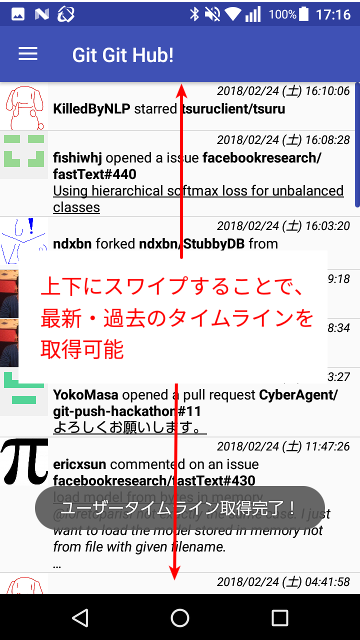 100% 17:16
Git Git Hub!
2018/02/24 (土) 16:10:06
KilledByNLP starred tsuruclient/tsuru
2018/02/24 (土) 16:08:28
fishiwhj opened a issue facebookresearch/
fastText#440
Using hierarchical softmax loss for unbalanced
classes
2018/02/24 (土) 16:03:20
ndxbn forked ndxbn/StubbyDB from
9:18
上下にスワイプすることで、
最新・過去のタイムラインを
取得可能
8:34
3:27
YokoMasa opened a pull request CyberAgent/
git-push-hackathon#11
よろしくお願いします。
2018/02/24 (土) 11:47:26
ericxsun commented on an issue
facebookresearch/fastText#430
load model from bytes in memory
ユーザータイムライン取得完了！
I just
want to load the model stored in memory not
from file with given filename.
...
2018/02/24 (土) 04:41:58